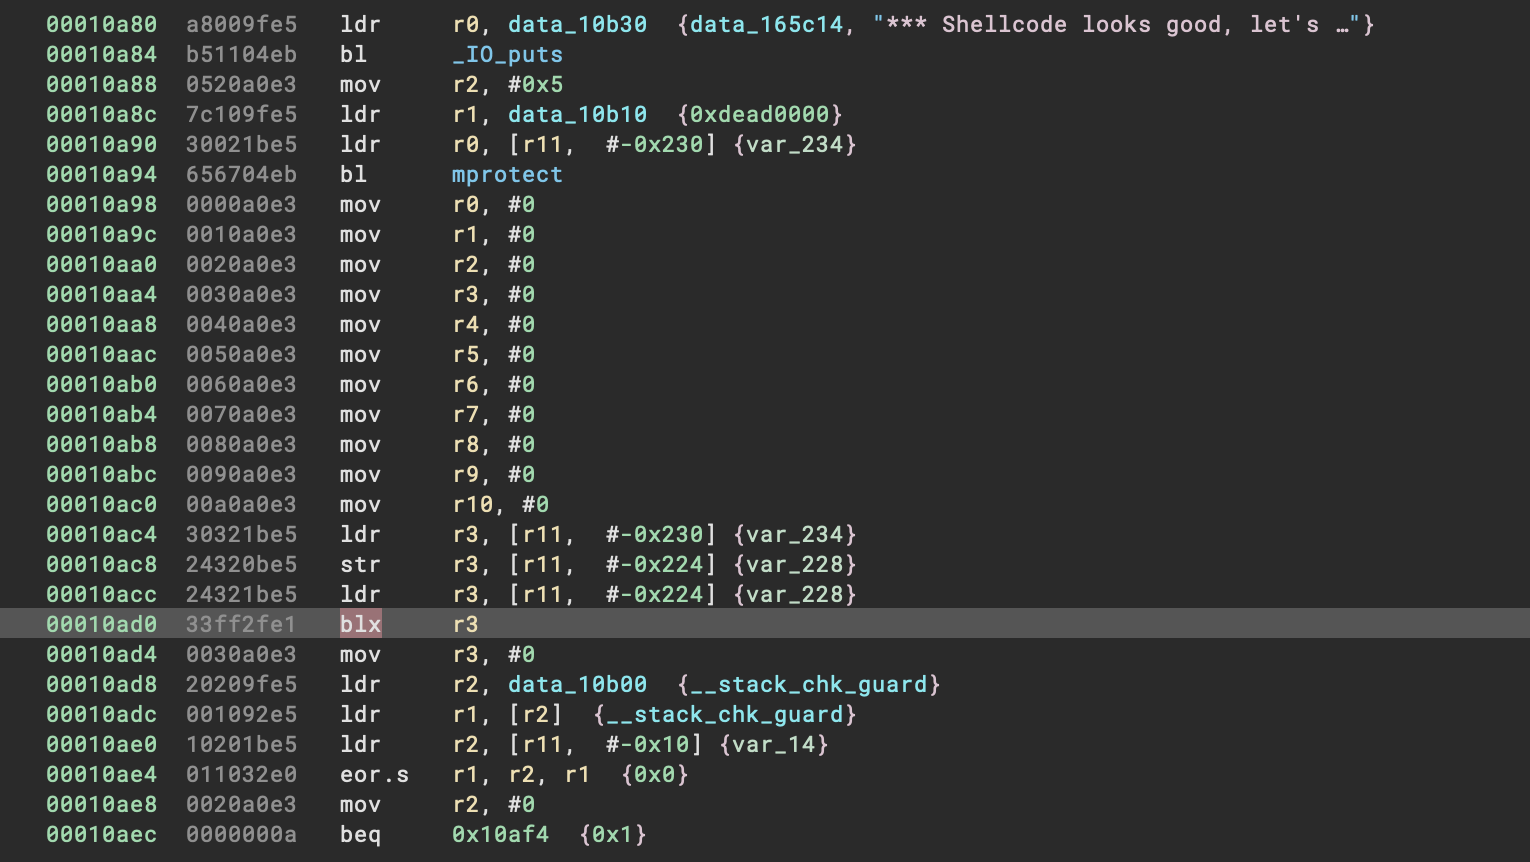 00010a80 a8009fe5 ldr r0, data_10b30 {data_165c14, "*** Shellcode looks good, let's …"}
00010a84 b51104eb bl _IO_puts
00010a88 0520a0e3 mov r2, #0x5
00010a8c 7c109fe5 ldr r1, data_10b10 {0xdead0000}
00010a90 30021be5 ldr r0, [r11, #-0x230] {var_234}
00010a94 656704eb bl mprotect
00010a98 0000a0e3 mov r0, #0
00010a9c 0010a0e3 mov r1, #0
00010aa0 0020a0e3 mov r2, #0
00010aa4 0030a0e3 mov r3, #0
00010aa8 0040a0e3 mov r4, #0
00010aac 0050a0e3 mov r5, #0
00010ab0 0060a0e3 mov r6, #0
00010ab4 0070a0e3 mov r7, #0
00010ab8 0080a0e3 mov r8, #0
00010abc 0090a0e3 mov r9, #0
00010ac0 00a0a0e3 mov r10, #0
00010ac4 30321be5 ldr r3, [r11, #-0x230] {var_234}
00010ac8 24320be5 str r3, [r11, #-0x224] {var_228}
00010acc 24321be5 ldr r3, [r11, #-0x224] {var_228}
00010ad0 33ff2fe1 blx r3
00010ad4 0030a0e3 mov r3, #0
00010ad8 20209fe5 ldr r2, data_10b00 {__stack_chk_guard}
00010adc 001092e5 ldr r1, [r2] {__stack_chk_guard}
00010ae0 10201be5 ldr r2, [r11, #-0x10] {var_14}
00010ae4 011032e0 eor.s r1, r2, r1 {0x0}
00010ae8 0020a0e3 mov r2, #0
00010aec 0000000a beq 0x10af4 {0x1}